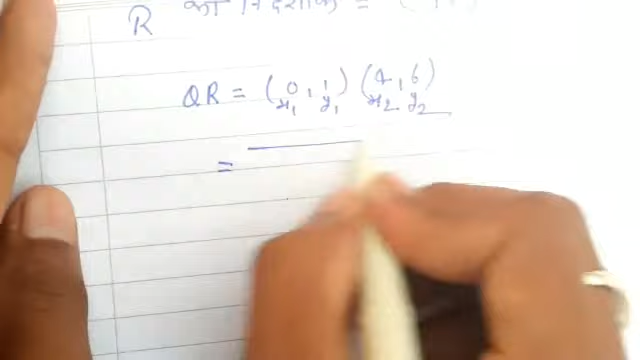 R का निर्देशांक = (
QR = (0, 1) (4, 6)
x1 y1 x2 y2
=